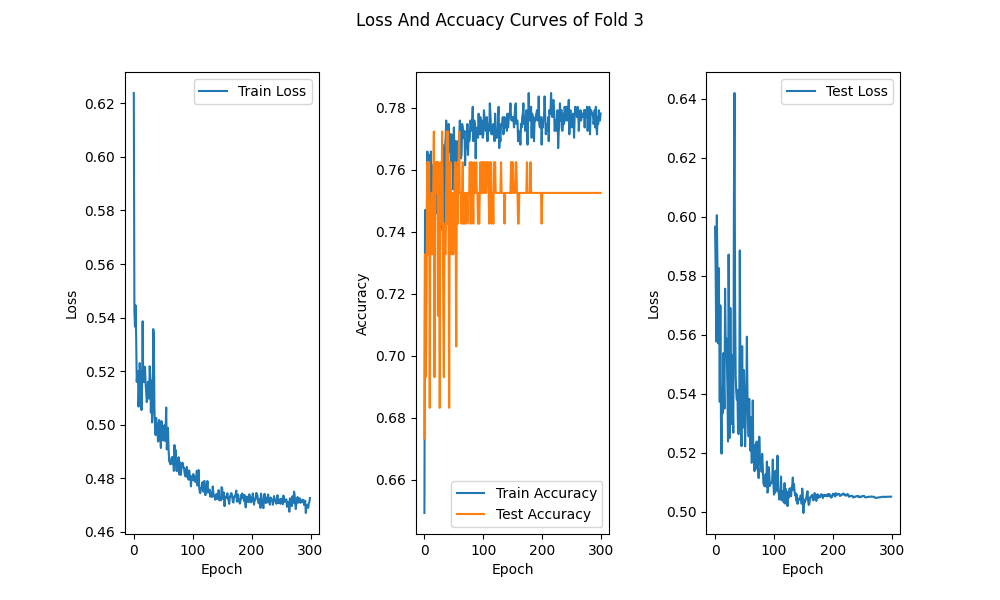 Loss And Accuacy Curves of Fold 3
Train Loss
0.62
0.60
0.58
0.56
0.54
0.52
0.50
0.48
0.46
Loss
0 100 200 300
Epoch
0.78
0.76
0.74
0.72
0.70
0.68
0.66
Accuracy
Train Accuracy
Test Accuracy
0 100 200 300
Epoch
Test Loss
0.64
0.62
0.60
0.58
0.56
0.54
0.52
0.50
Loss
0 100 200 300
Epoch